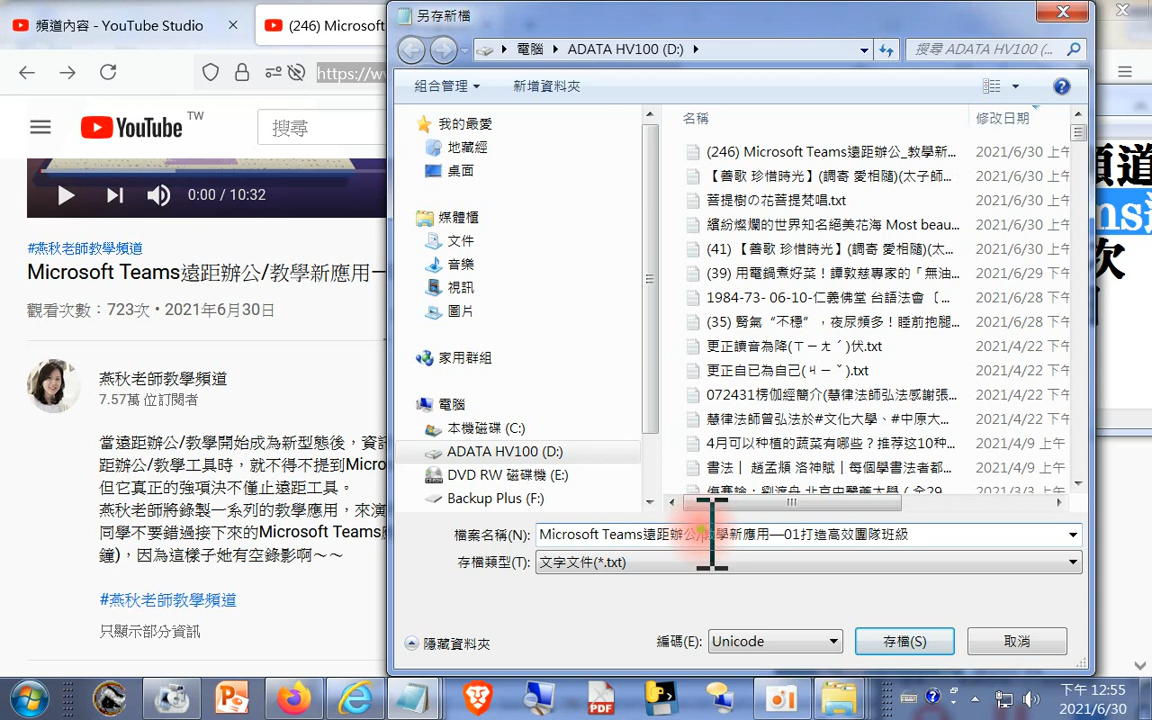 頻道內容 - YouTube Studio
(246) Microsoft
https://ww
YouTube TW
搜尋
0:00 / 10:32
#燕秋老師教學頻道
Microsoft Teams遠距辦公/教學新應用一
觀看次數：723次・2021年6月30日
燕秋老師教學頻道
7.57萬 位訂閱者
當遠距辦公/教學開始成為新型態後，資訊
距辦公/教學工具時，就不得不提到Micro
但它真正的強項決不僅止遠距工具。
燕秋老師將錄製一系列的教學應用，來演
同學不要錯過接下來的Microsoft Teams
鐘)，因為這樣子她有空錄影啊～～
#燕秋老師教學頻道
只顯示部分資訊
另存新檔
電腦
ADATA HV100 (D:)
搜尋 ADATA HV100 (...
組合管理
新增資料夾
我的最愛
地藏經
桌面
媒體櫃
文件
音樂
視訊
圖片
家用群組
電腦
本機磁碟 (C:)
ADATA HV100 (D:)
DVD RW 磁碟機 (E:)
Backup Plus (F:)
名稱 修改日期
(246) Microsoft Teams遠距辦公_教學新... 2021/6/30 上午
【善歌 珍惜時光】(調寄 愛相隨)(太子師... 2021/6/30 上午
菩提樹の花菩提梵唱.txt 2021/6/30 上午
繽紛燦爛的世界知名絕美花海 Most beau... 2021/6/30 上午
(41) 【善歌 珍惜時光】(調寄 愛相隨)(太... 2021/6/30 上午
(39) 用電鍋煮好菜！譚敦慈專家的「無油... 2021/6/29 下午
1984-73- 06-10-仁義佛堂 台語法會〔... 2021/6/28 下午
(35) 腎氣“不穩”，夜尿頻多！睡前抱腿... 2021/6/28 下午
更正讀音為降(ㄒㄧㄤˊ)伏.txt 2021/4/22 下午
更正自已為自己(ㄐㄧˇ).txt 2021/4/22 下午
072431楞伽經簡介(慧律法師弘法感謝張... 2021/4/22 下午
慧律法師曾弘法於#文化大學、#中原大... 2021/4/22 下午
4月可以种植的蔬菜有哪些？推荐这10种... 2021/4/9 上午
書法｜ 趙孟頫 洛神賦｜每個學書法者都... 2021/4/9 上午
檔案名稱(N): Microsoft Teams遠距辦公/教學新應用—01打造高效團隊班級
存檔類型(T): 文字文件(*.txt)
隱藏資料夾
編碼(E): Unicode
存檔(S)
取消
頻道
ms遠
次
下午 12:55
2021/6/30